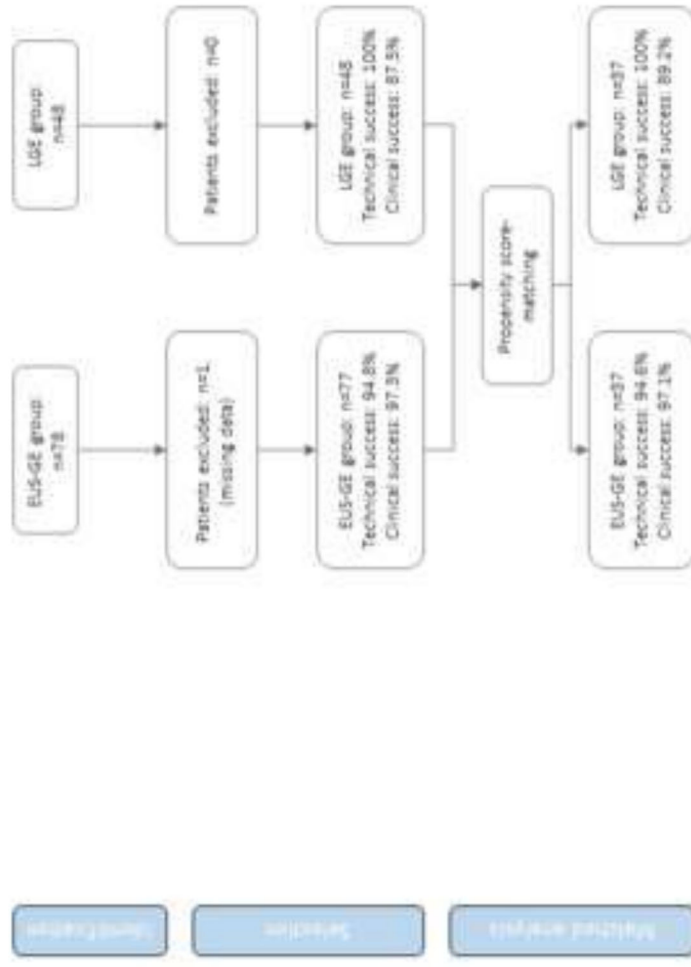 EUS-GE group:
n=78
LGE group:
n=48
Patients excluded: n=1
(missing data)
Patients excluded: n=0
EUS-GE group: n=77
Technical success: 94.8%
Clinical success: 97.3%
LGE group: n=48
Technical success: 100%
Clinical success: 87.5%
Propensity score-
matching
EUS-GE group: n=37
Technical success: 94.6%
Clinical success: 97.1%
LGE group: n=37
Technical success: 100%
Clinical success: 89.2%
Identification
Selection
Matched analysis